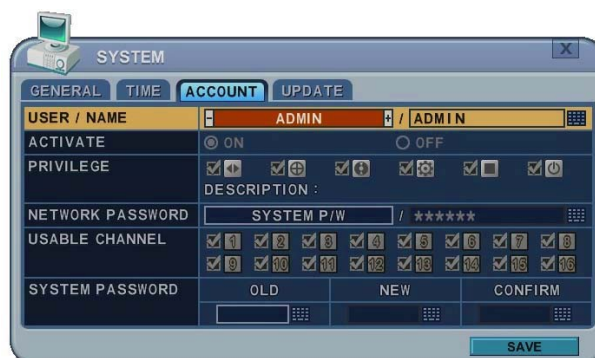 SYSTEM
X
GENERAL TIME ACCOUNT UPDATE
USER / NAME - ADMIN + / ADMIN
ACTIVATE ON OFF
PRIVILEGE
DESCRIPTION :
NETWORK PASSWORD SYSTEM P/W / ******
USABLE CHANNEL 1 2 3 4 5 6 7 8
9 10 11 12 13 14 15 16
SYSTEM PASSWORD OLD NEW CONFIRM
SAVE